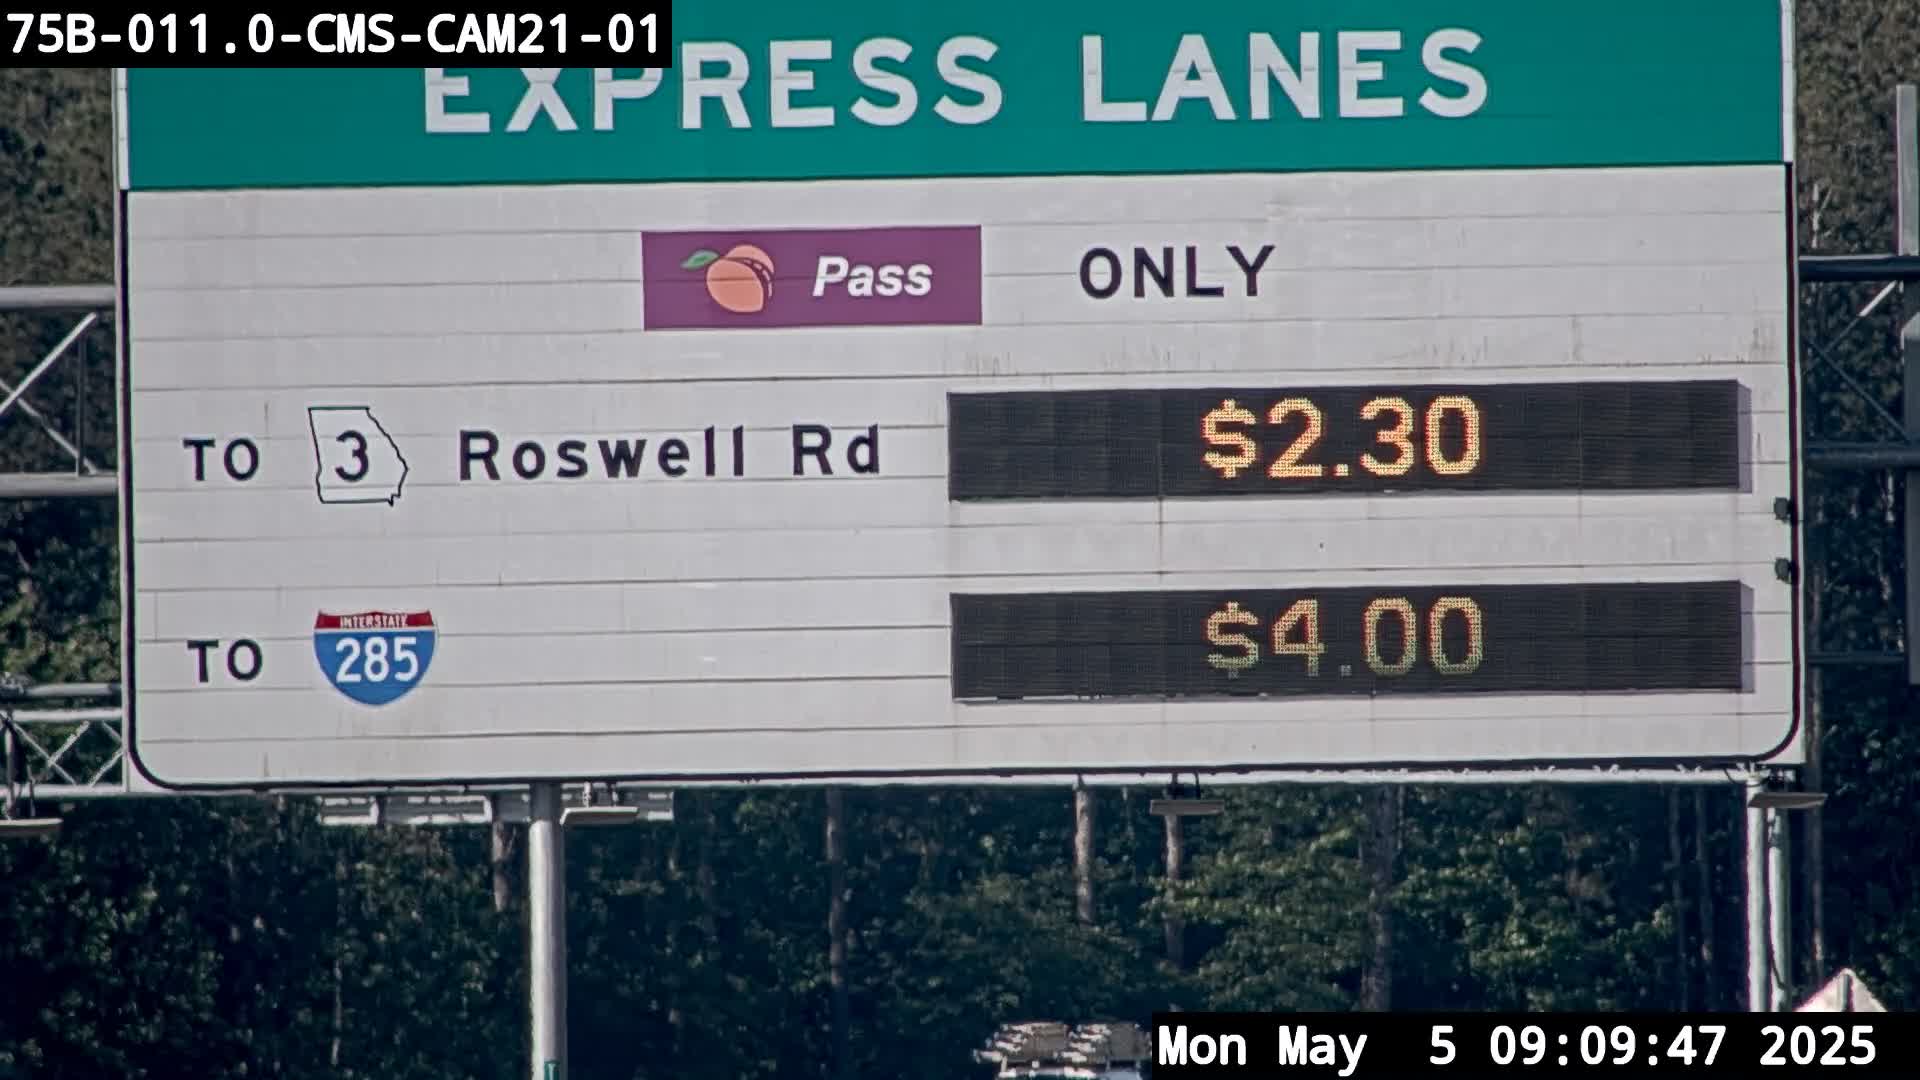 75B-011.0-CMS-CAM21-01
EXPRESS LANES
Pass ONLY
TO 3 Roswell Rd $2.30
TO INTERSTATE 285 $4.00
Mon May 5 09:09:47 2025